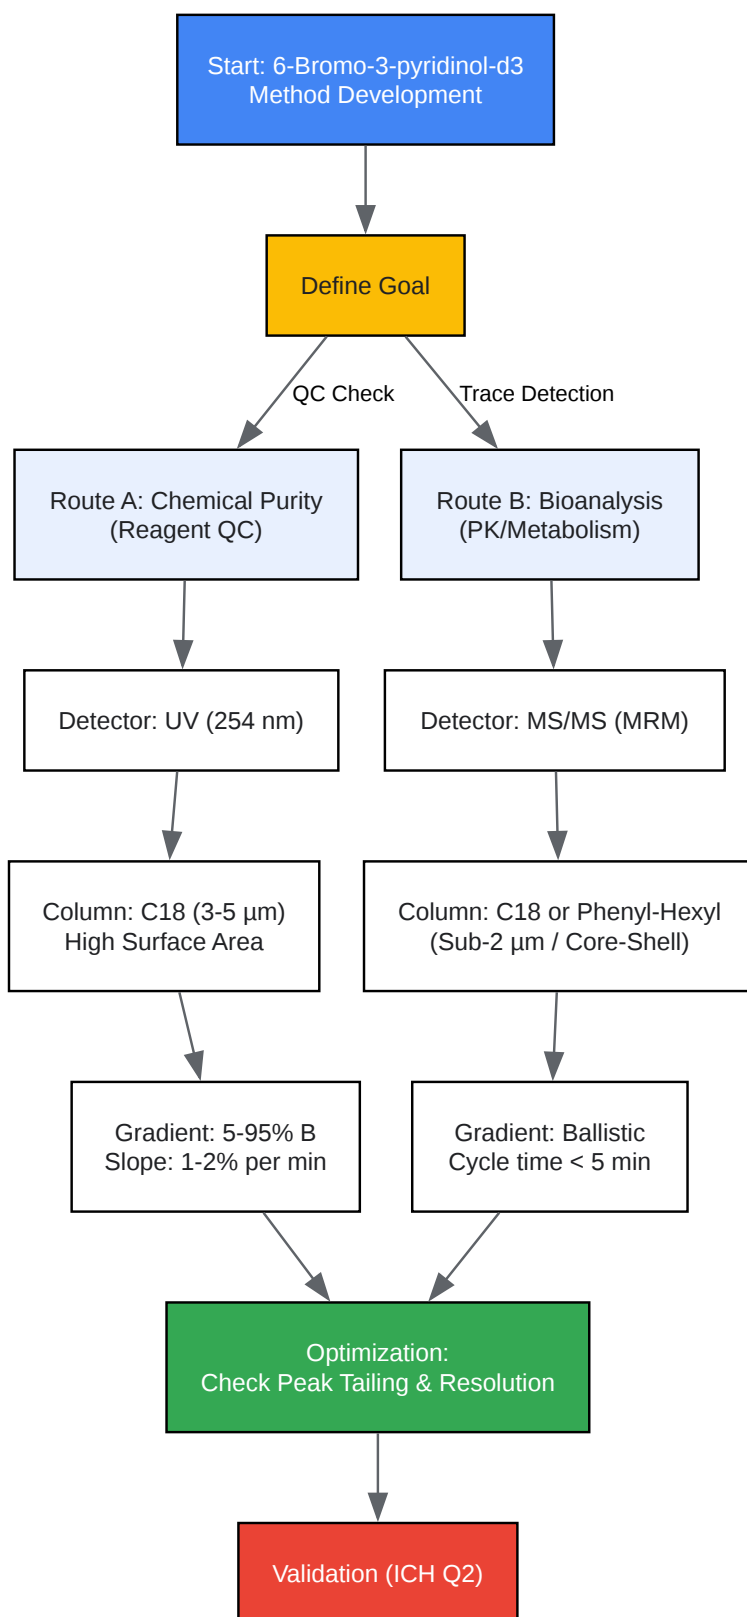 Start: 6-Bromo-3-pyridinol-d3
Method Development
Define Goal
QC Check
Trace Detection
Route A: Chemical Purity
(Reagent QC)
Route B: Bioanalysis
(PK/Metabolism)
Detector: UV (254 nm)
Detector: MS/MS (MRM)
Column: C18 (3-5 µm)
High Surface Area
Column: C18 or Phenyl-Hexyl
(Sub-2 µm / Core-Shell)
Gradient: 5-95% B
Slope: 1-2% per min
Gradient: Ballistic
Cycle time < 5 min
Optimization:
Check Peak Tailing & Resolution
Validation (ICH Q2)